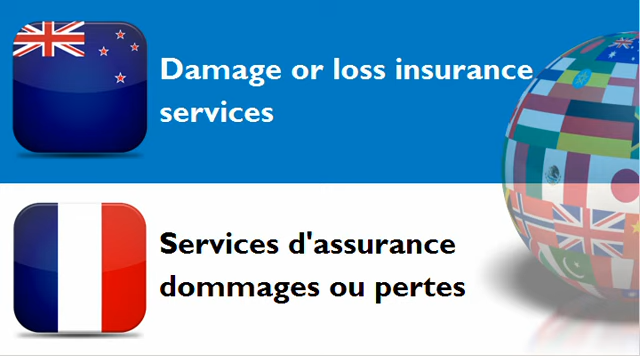 Damage or loss insurance
services
Services d'assurance
dommages ou pertes